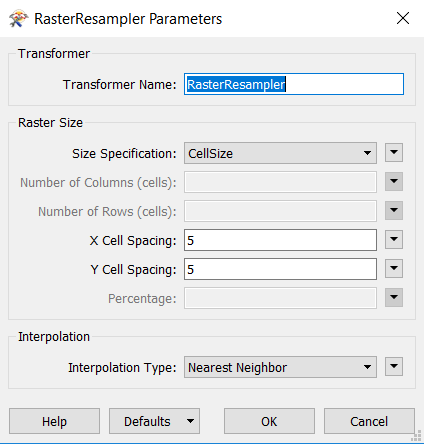 RasterResampler Parameters
Transformer
Transformer Name: RasterResampler
Raster Size
Size Specification: CellSize
Number of Columns (cells):
Number of Rows (cells):
X Cell Spacing: 5
Y Cell Spacing: 5
Percentage:
Interpolation
Interpolation Type: Nearest Neighbor
Help Defaults OK Cancel